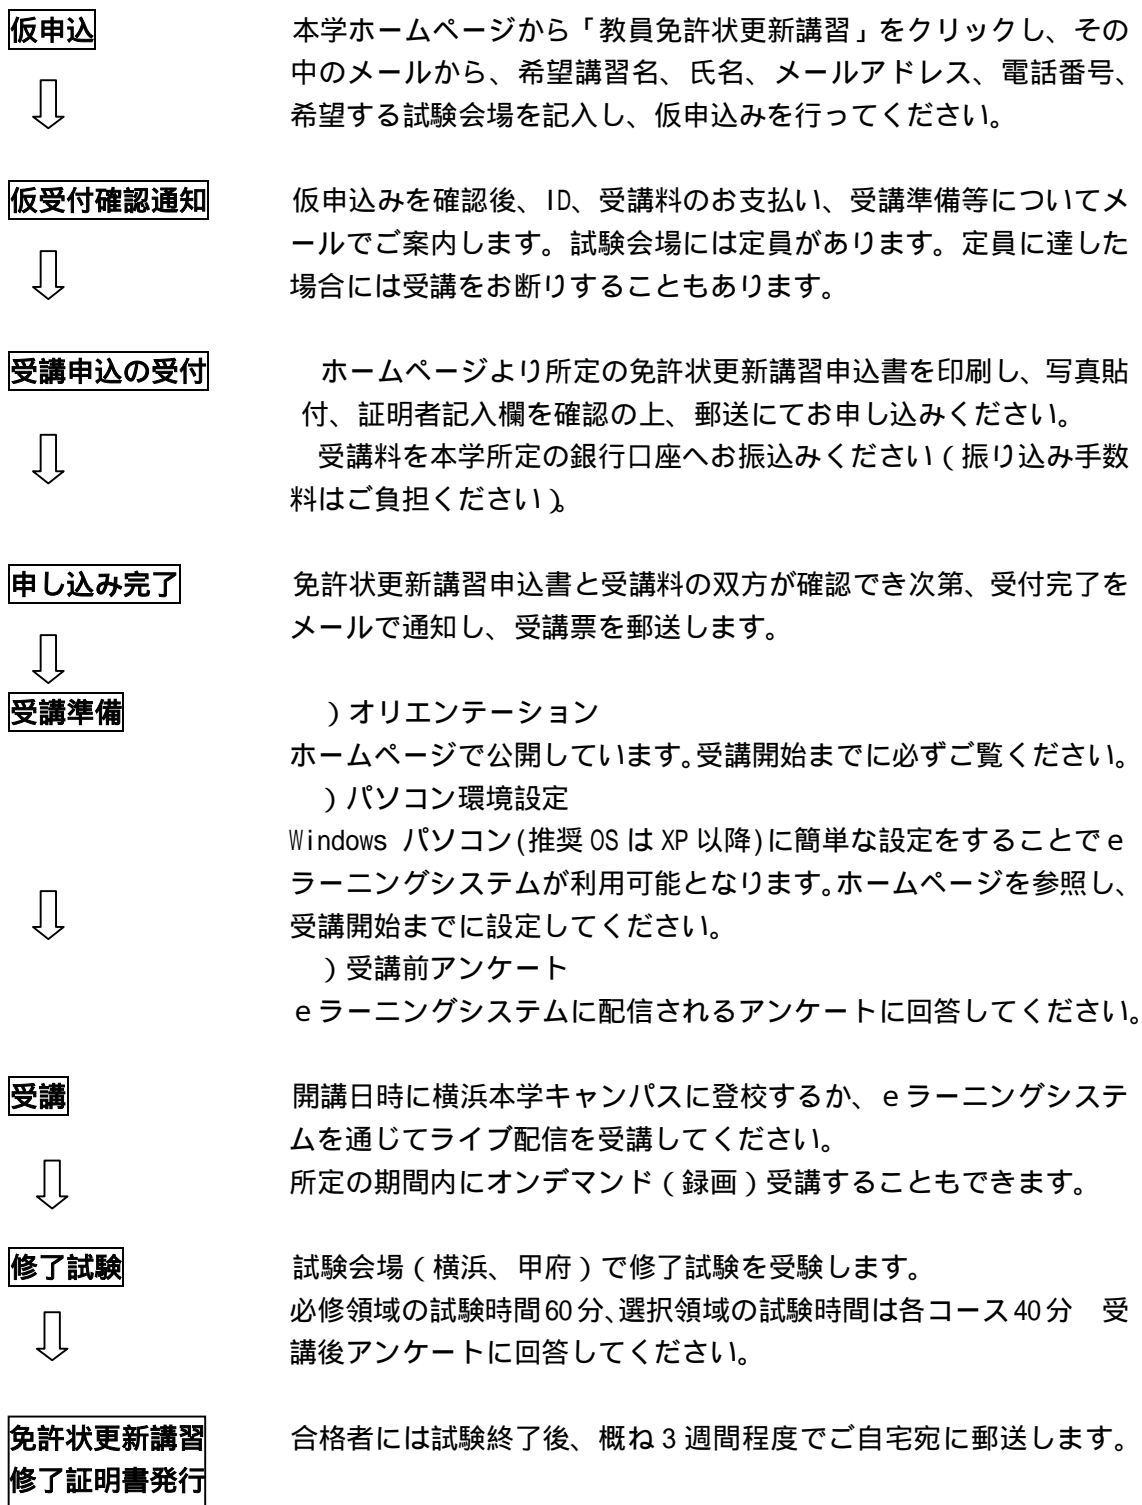 仮申込
本学ホームページから「教員免許状更新講習」をクリックし、その
中のメールから、希望講習名、氏名、メールアドレス、電話番号、
希望する試験会場を記入し、仮申込みを行ってください。
仮受付確認通知
仮申込みを確認後、ID、受講料のお支払い、受講準備等についてメ
ールでご案内します。試験会場には定員があります。定員に達した
場合には受講をお断りすることもあります。
受講申込の受付
ホームページより所定の免許状更新講習申込書を印刷し、写真貼
付、証明者記入欄を確認の上、郵送にてお申し込みください。
受講料を本学所定の銀行口座へお振込みください（振り込み手数
料はご負担ください）。
申し込み完了
免許状更新講習申込書と受講料の双方が確認でき次第、受付完了を
メールで通知し、受講票を郵送します。
受講準備
）オリエンテーション
ホームページで公開しています。受講開始までに必ずご覧ください。
）パソコン環境設定
Windows パソコン(推奨 OS は XP 以降)に簡単な設定をすることでｅ
ラーニングシステムが利用可能となります。ホームページを参照し、
受講開始までに設定してください。
）受講前アンケート
ｅラーニングシステムに配信されるアンケートに回答してください。
受講
開講日時に横浜本学キャンパスに登校するか、ｅラーニングシステ
ムを通じてライブ配信を受講してください。
所定の期間内にオンデマンド（録画）受講することもできます。
修了試験
試験会場（横浜、甲府）で修了試験を受験します。
必修領域の試験時間 60 分、選択領域の試験時間は各コース 40 分　受
講後アンケートに回答してください。
免許状更新講習
修了証明書発行
合格者には試験終了後、概ね３週間程度でご自宅宛に郵送します。